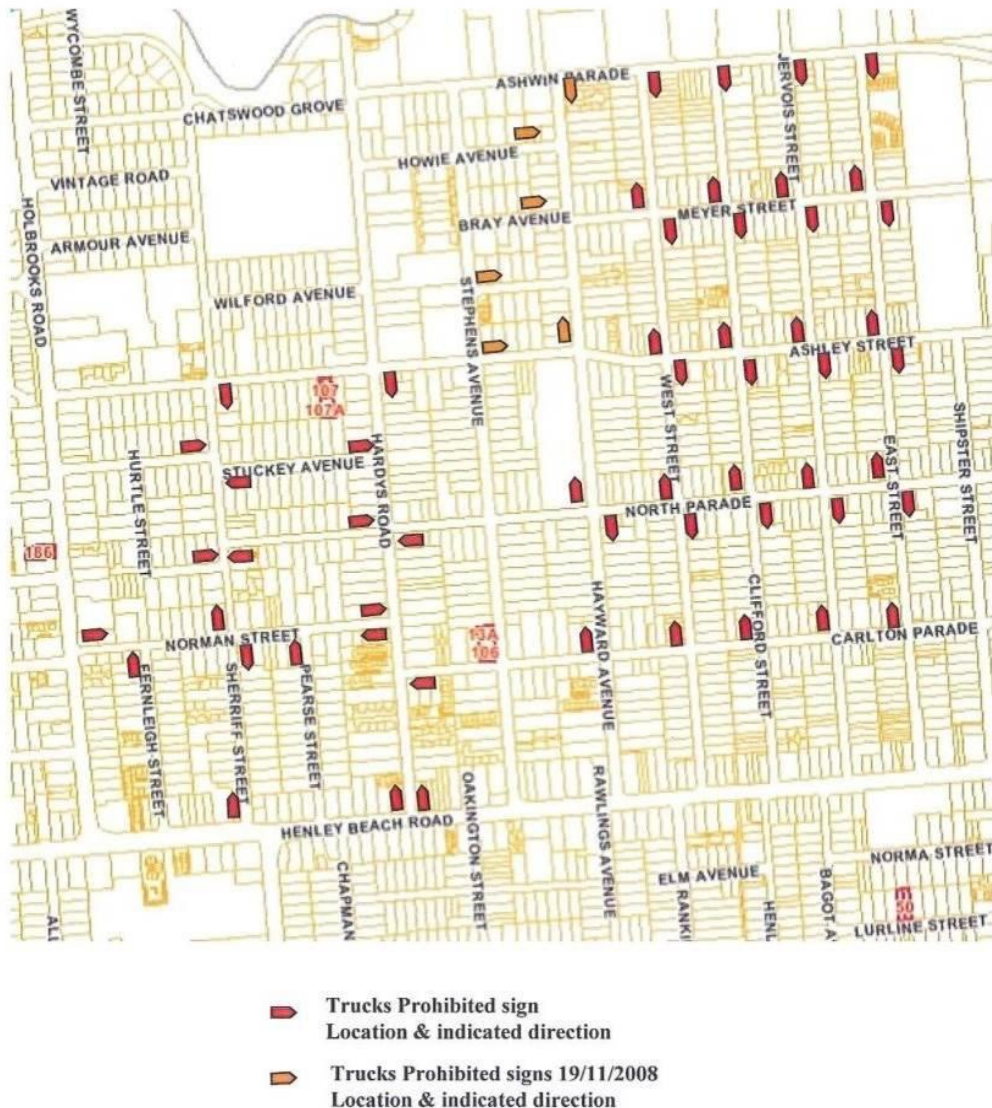 WYCOMBE STREET
CHATSWOOD GROVE
ASHWIN PARADE
JERVOIS STREET
HOWIE AVENUE
VINTAGE ROAD
HOLBROOKS ROAD
BRAY AVENUE
MEYER STREET
ARMOUR AVENUE
WILFORD AVENUE
STEPHENS AVENUE
ASHLEY STREET
107
107A
WEST STREET
SHIPSTER STREET
HURTLE STREET
STUCKEY AVENUE
HARDYS ROAD
EAST STREET
NORTH PARADE
186
HAYWARD AVENUE
CLIFFORD STREET
NORMAN STREET
13A
106
CARLTON PARADE
FERNLEIGH STREET
SHERRIFF STREET
PEARSE STREET
OAKINGTON STREET
RAWLINGS AVENUE
HENLEY BEACH ROAD
CHAPMAN
ELM AVENUE
NORMA STREET
RANKI
HENL
BAGOT A
50
LURLINE STREET
Trucks Prohibited sign
Location & indicated direction
Trucks Prohibited signs 19/11/2008
Location & indicated direction